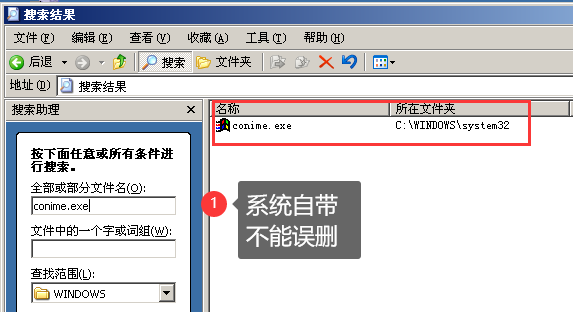 搜索结果
文件(F) 编辑(E) 查看(V) 收藏(A) 工具(T) 帮助(H)
后退 搜索 文件夹
地址(D) 搜索结果
搜索助理
名称 所在文件夹
conime.exe C:\WINDOWS\system32
按下面任意或所有条件进
行搜索。
全部或部分文件名(O):
conime.exe
1
系统自带
不能误删
文件中的一个字或词组(W):
查找范围(L):
WINDOWS